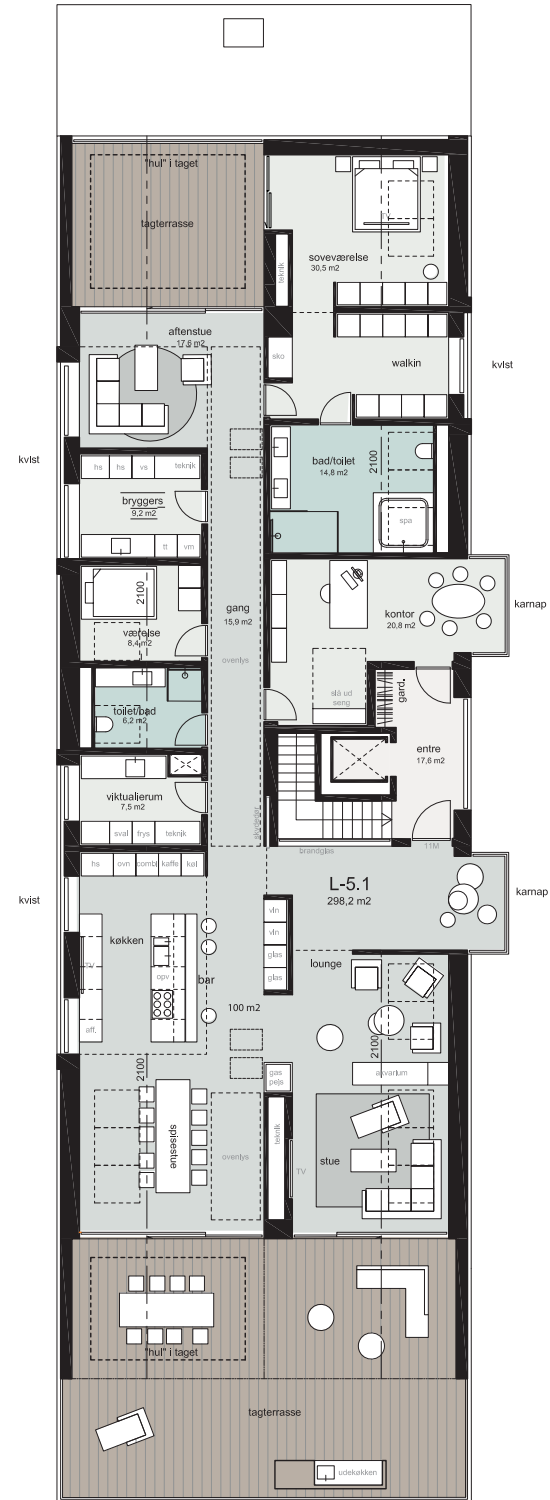 "hul" i taget
tagterrasse
soveværelse
30,5 m2
teknik
TV
aftenstue
17,6 m2
sko
walkin
kvIst
kvIst
hs hs vs teknik
bryggers
9,2 m2
tt vm
bad/toilet
14,8 m2
2100
spa
2100
værelse
8,4 m2
gang
15,9 m2
ovenlys
kontor
20,8 m2
karnap
slå ud
seng
gard.
toilet/bad
6,2 m2
entre
17,6 m2
viktualierum
7,5 m2
sval frys teknik
skydedør
brandglas
11M
hs ovn combi kaffe køl
L-5.1
298,2 m2
karnap
kvist
køkken
TV
opv
bar
aff.
vin
vin
glas
glas
lounge
100 m2
2100
2100
gas
pejs
akvarium
spisestue
ovenlys
teknik
TV
stue
"hul" i taget
tagterrasse
udekøkken